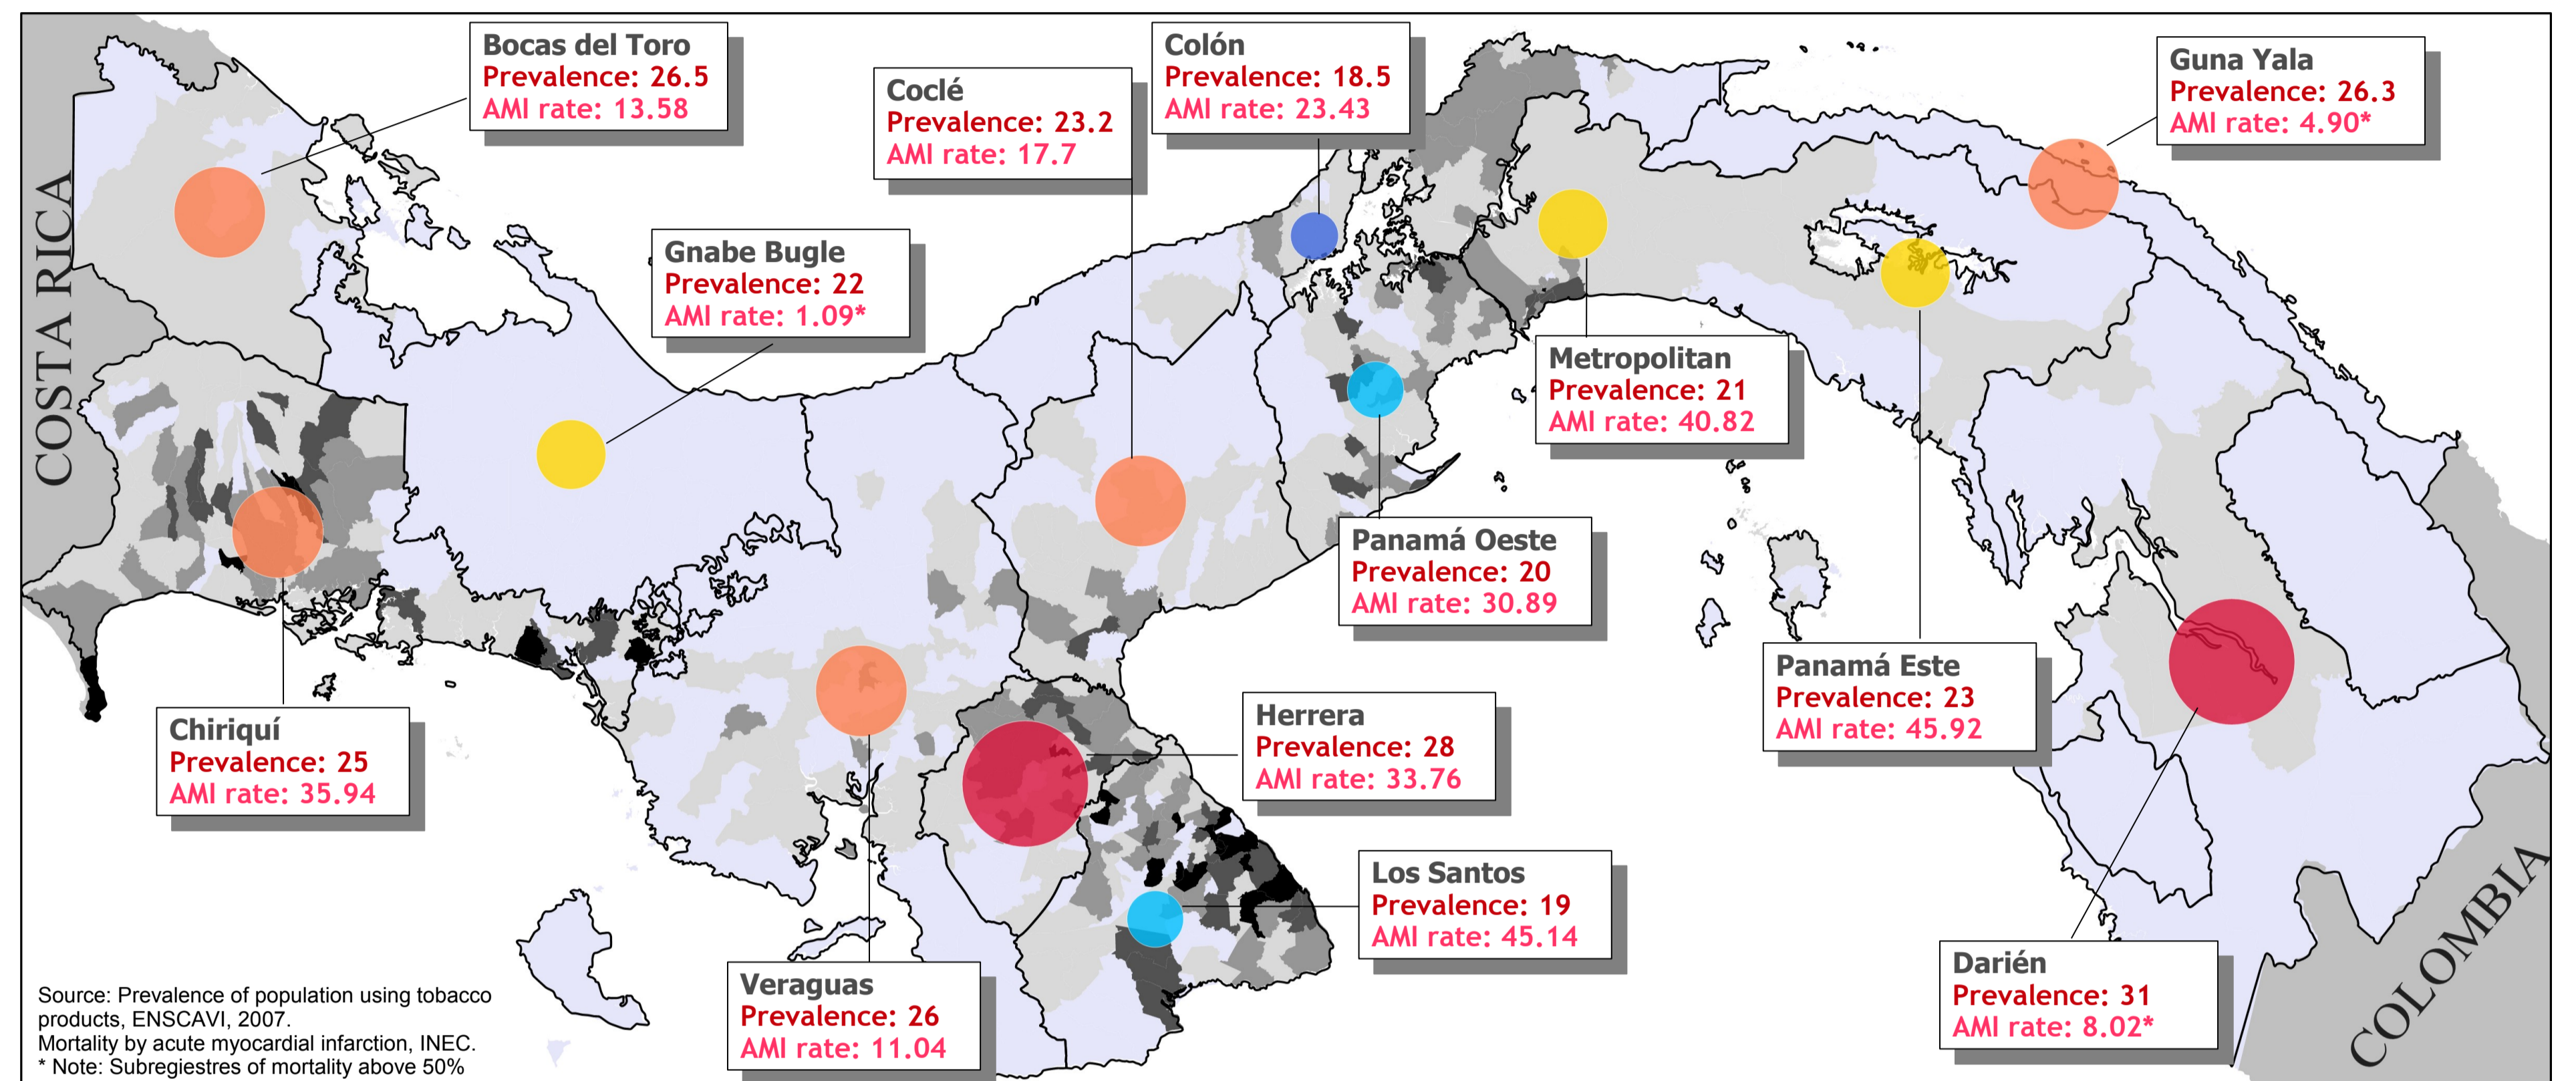 Bocas del Toro
Prevalence: 26.5
AMI rate: 13.58
Coclé
Prevalence: 23.2
AMI rate: 17.7
Colón
Prevalence: 18.5
AMI rate: 23.43
Guna Yala
Prevalence: 26.3
AMI rate: 4.90*
COSTA RICA
Gnabe Bugle
Prevalence: 22
AMI rate: 1.09*
Metropolitan
Prevalence: 21
AMI rate: 40.82
Panamá Oeste
Prevalence: 20
AMI rate: 30.89
Panamá Este
Prevalence: 23
AMI rate: 45.92
Chiriquí
Prevalence: 25
AMI rate: 35.94
Herrera
Prevalence: 28
AMI rate: 33.76
Los Santos
Prevalence: 19
AMI rate: 45.14
Veraguas
Prevalence: 26
AMI rate: 11.04
Darién
Prevalence: 31
AMI rate: 8.02*
COLOMBIA
Source: Prevalence of population using tobacco
products, ENSCAVI, 2007.
Mortality by acute myocardial infarction, INEC.
* Note: Subregiestres of mortality above 50%